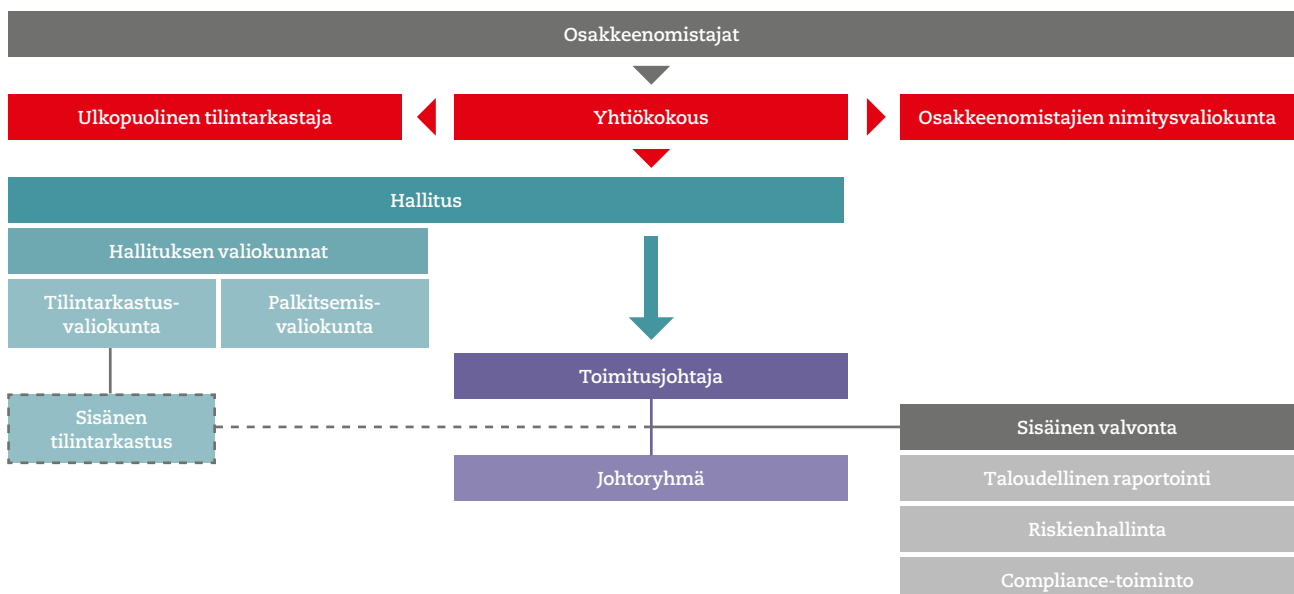 Osakkeenomistajat
Ulkopuolinen tilintarkastaja
Yhtiökokous
Osakkeenomistajien nimitysvaliokunta
Hallitus
Hallituksen valiokunnat
Tilintarkastus-
valiokunta
Palkitsemis-
valiokunta
Toimitusjohtaja
Sisänen
tilintarkastus
Sisäinen valvonta
Johtoryhmä
Taloudellinen raportointi
Riskienhallinta
Compliance-toiminto